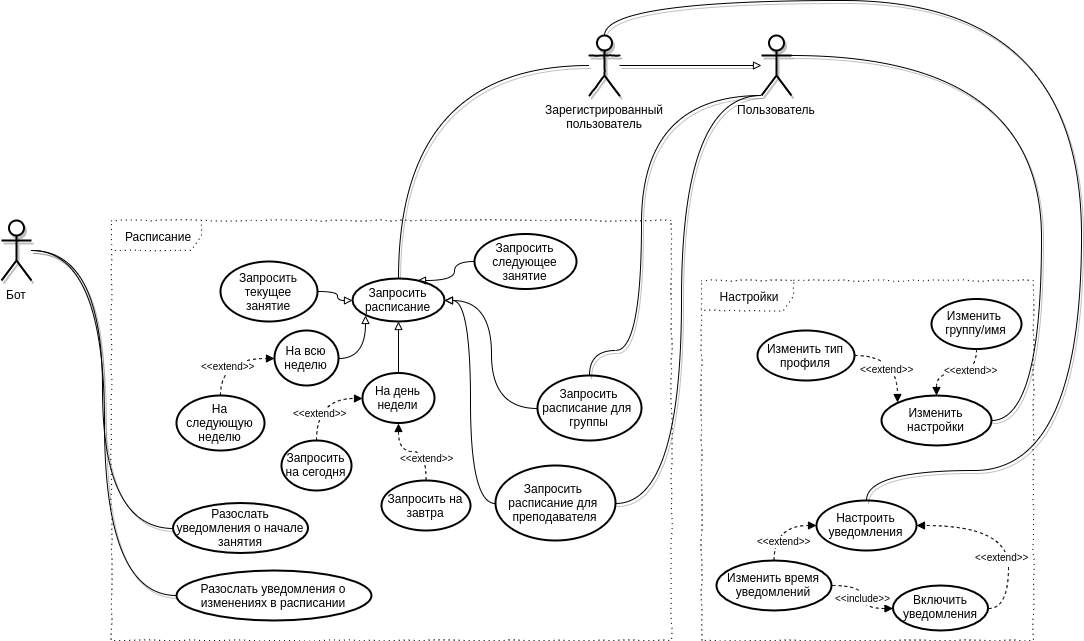 Зарегистрированный
пользователь
Пользователь
Бот
Расписание
Запросить
следующее
занятие
Запросить
текущее
занятие
Запросить
расписание
На всю
неделю
<<extend>>
На
следующую
неделю
На день
недели
<<extend>>
Запросить
на сегодня
<<extend>>
Запросить на
завтра
Запросить
расписание для
группы
Запросить
расписание для
преподавателя
Разослать
уведомления о начале
занятия
Разослать уведомления о
изменениях в расписании
Настройки
Изменить
группу/имя
Изменить тип
профиля
<<extend>>
<<extend>>
Изменить
настройки
Настроить
уведомления
<<extend>>
<<extend>>
Изменить время
уведомлений
<<include>>
Включить
уведомления